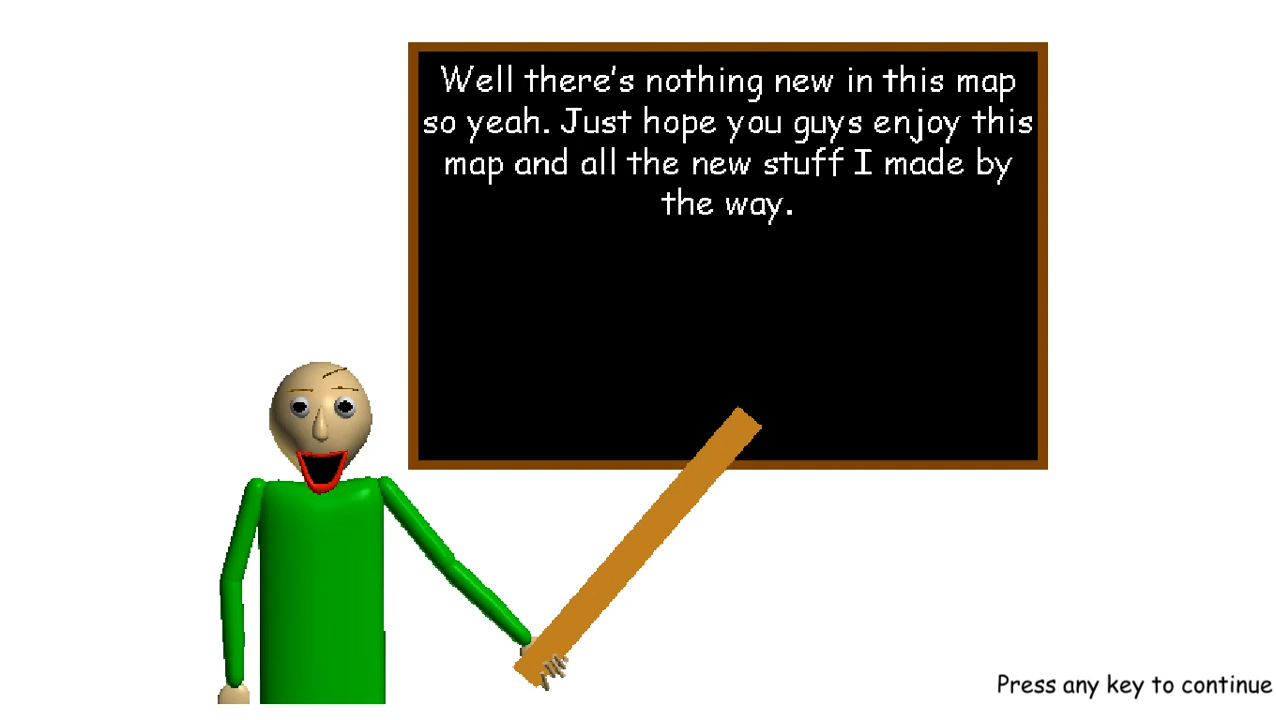 Well there's nothing new in this map
so yeah. Just hope you guys enjoy this
map and all the new stuff I made by
the way.
Press any key to continue